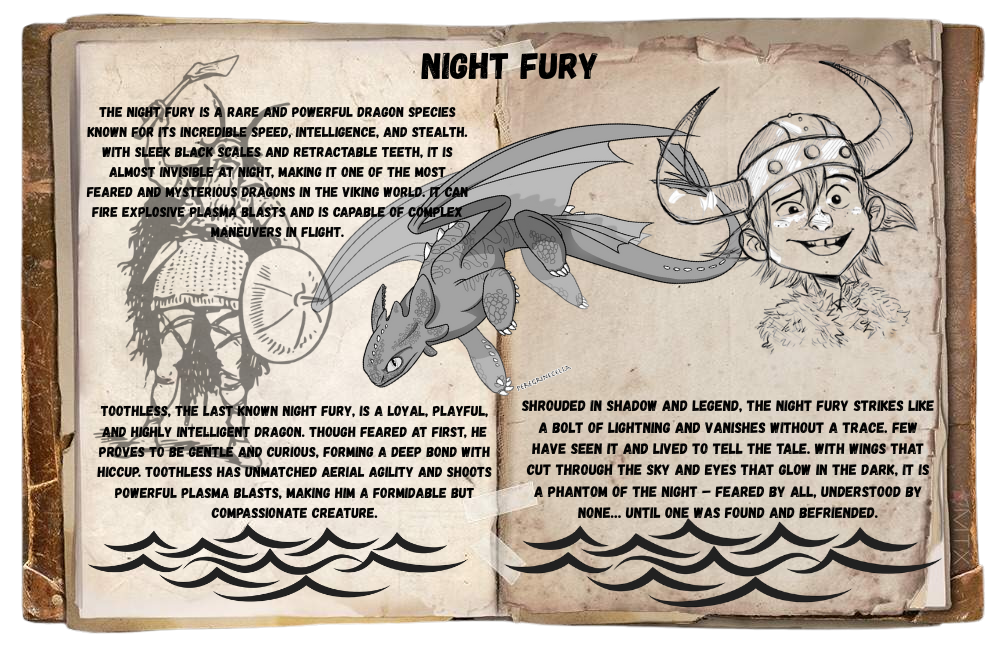 NIGHT FURY
THE NIGHT FURY IS A RARE AND POWERFUL DRAGON SPECIES
KNOWN FOR ITS INCREDIBLE SPEED, INTELLIGENCE, AND STEALTH.
WITH SLEEK BLACK SCALES AND RETRACTABLE TEETH, IT IS
ALMOST INVISIBLE AT NIGHT, MAKING IT ONE OF THE MOST
FEARED AND MYSTERIOUS DRAGONS IN THE VIKING WORLD. IT CAN
FIRE EXPLOSIVE PLASMA BLASTS AND IS CAPABLE OF COMPLEX
MANEUVERS IN FLIGHT.
PEREGRINECELLA
TOOTHLESS, THE LAST KNOWN NIGHT FURY, IS A LOYAL, PLAYFUL,
AND HIGHLY INTELLIGENT DRAGON. THOUGH FEARED AT FIRST, HE
PROVES TO BE GENTLE AND CURIOUS, FORMING A DEEP BOND WITH
HICCUP. TOOTHLESS HAS UNMATCHED AERIAL AGILITY AND SHOOTS
POWERFUL PLASMA BLASTS, MAKING HIM A FORMIDABLE BUT
COMPASSIONATE CREATURE.
SHROUDED IN SHADOW AND LEGEND, THE NIGHT FURY STRIKES LIKE
A BOLT OF LIGHTNING AND VANISHES WITHOUT A TRACE. FEW
HAVE SEEN IT AND LIVED TO TELL THE TALE. WITH WINGS THAT
CUT THROUGH THE SKY AND EYES THAT GLOW IN THE DARK, IT IS
A PHANTOM OF THE NIGHT — FEARED BY ALL, UNDERSTOOD BY
NONE... UNTIL ONE WAS FOUND AND BEFRIENDED.